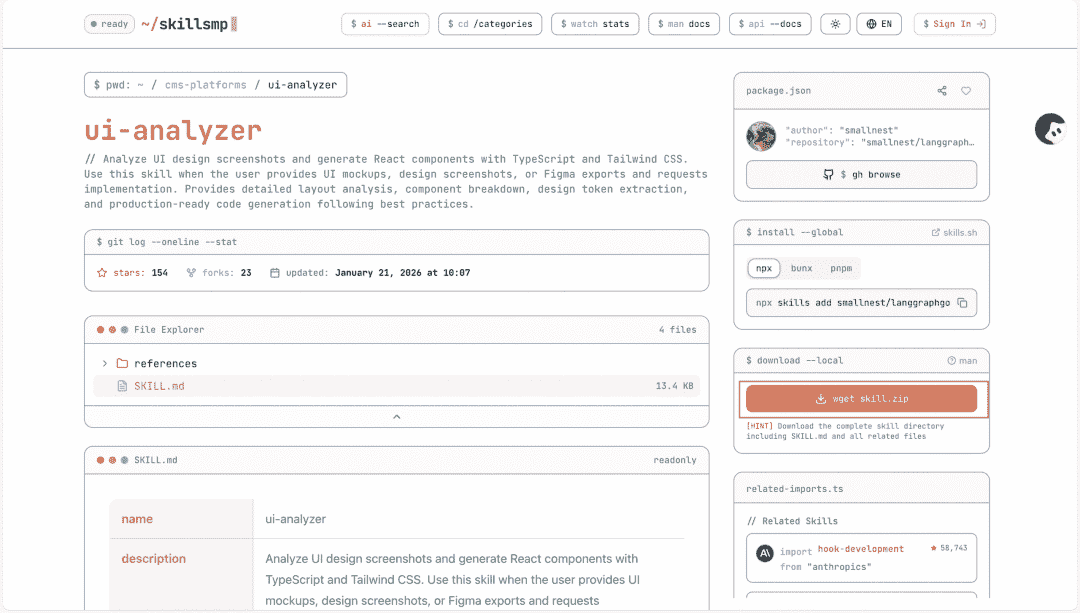 ready
~/skillsmp
$ ai --search
$ cd /categories
$ watch stats
$ man docs
$ api --docs
EN
$ Sign In
$ pwd: ~ / cms-platforms / ui-analyzer
ui-analyzer
// Analyze UI design screenshots and generate React components with TypeScript and Tailwind CSS.
Use this skill when the user provides UI mockups, design screenshots, or Figma exports and requests
implementation. Provides detailed layout analysis, component breakdown, design token extraction,
and production-ready code generation following best practices.
$ git log --oneline --stat
stars: 154
forks: 23
updated: January 21, 2026 at 10:07
File Explorer
4 files
references
SKILL.md
13.4 KB
SKILL.md
readonly
name
ui-analyzer
description
Analyze UI design screenshots and generate React components with
TypeScript and Tailwind CSS. Use this skill when the user provides UI
mockups, design screenshots, or Figma exports and requests
package.json
"author": "smallnest"
"repository": "smallnest/langgraph…
$ gh browse
$ install --global
skills.sh
npx
bunx
pnpm
npx skills add smallnest/langgraphgo
$ download --local
man
wget skill.zip
[HINT] Download the complete skill directory
including SKILL.md and all related files
related-imports.ts
// Related Skills
import hook-development
58,743
from "anthropics"